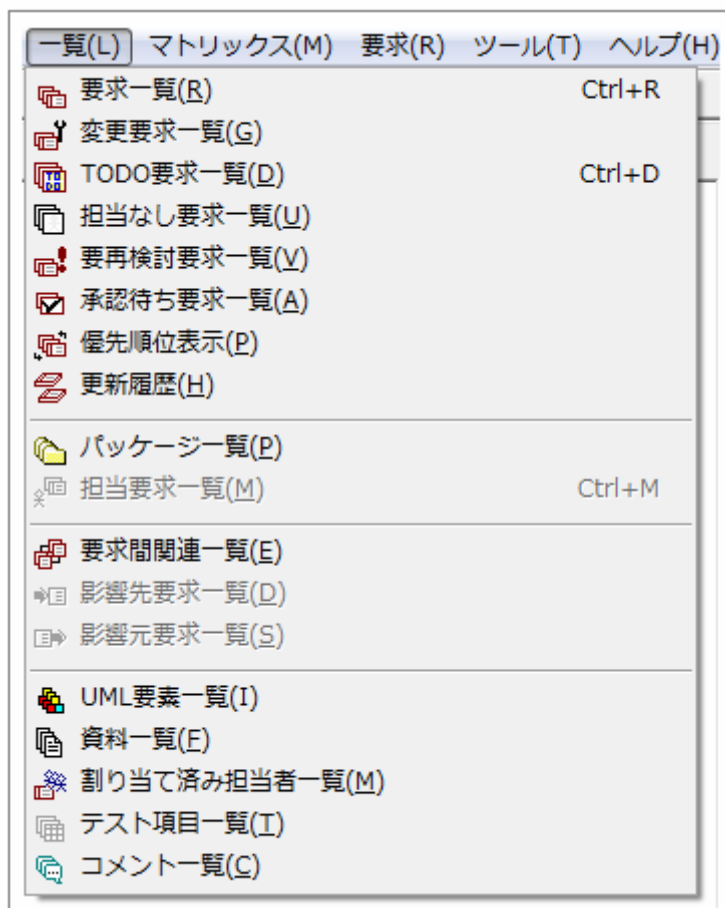 一覧(L) マトリックス(M) 要求(R) ツール(T) ヘルプ(H)
要求一覧(R) Ctrl+R
変更要求一覧(G)
TODO要求一覧(D) Ctrl+D
担当なし要求一覧(U)
要再検討要求一覧(V)
承認待ち要求一覧(A)
優先順位表示(P)
更新履歴(H)
パッケージ一覧(P)
担当要求一覧(M) Ctrl+M
要求間関連一覧(E)
影響先要求一覧(D)
影響元要求一覧(S)
UML要素一覧(I)
資料一覧(F)
割り当て済み担当者一覧(M)
テスト項目一覧(T)
コメント一覧(C)